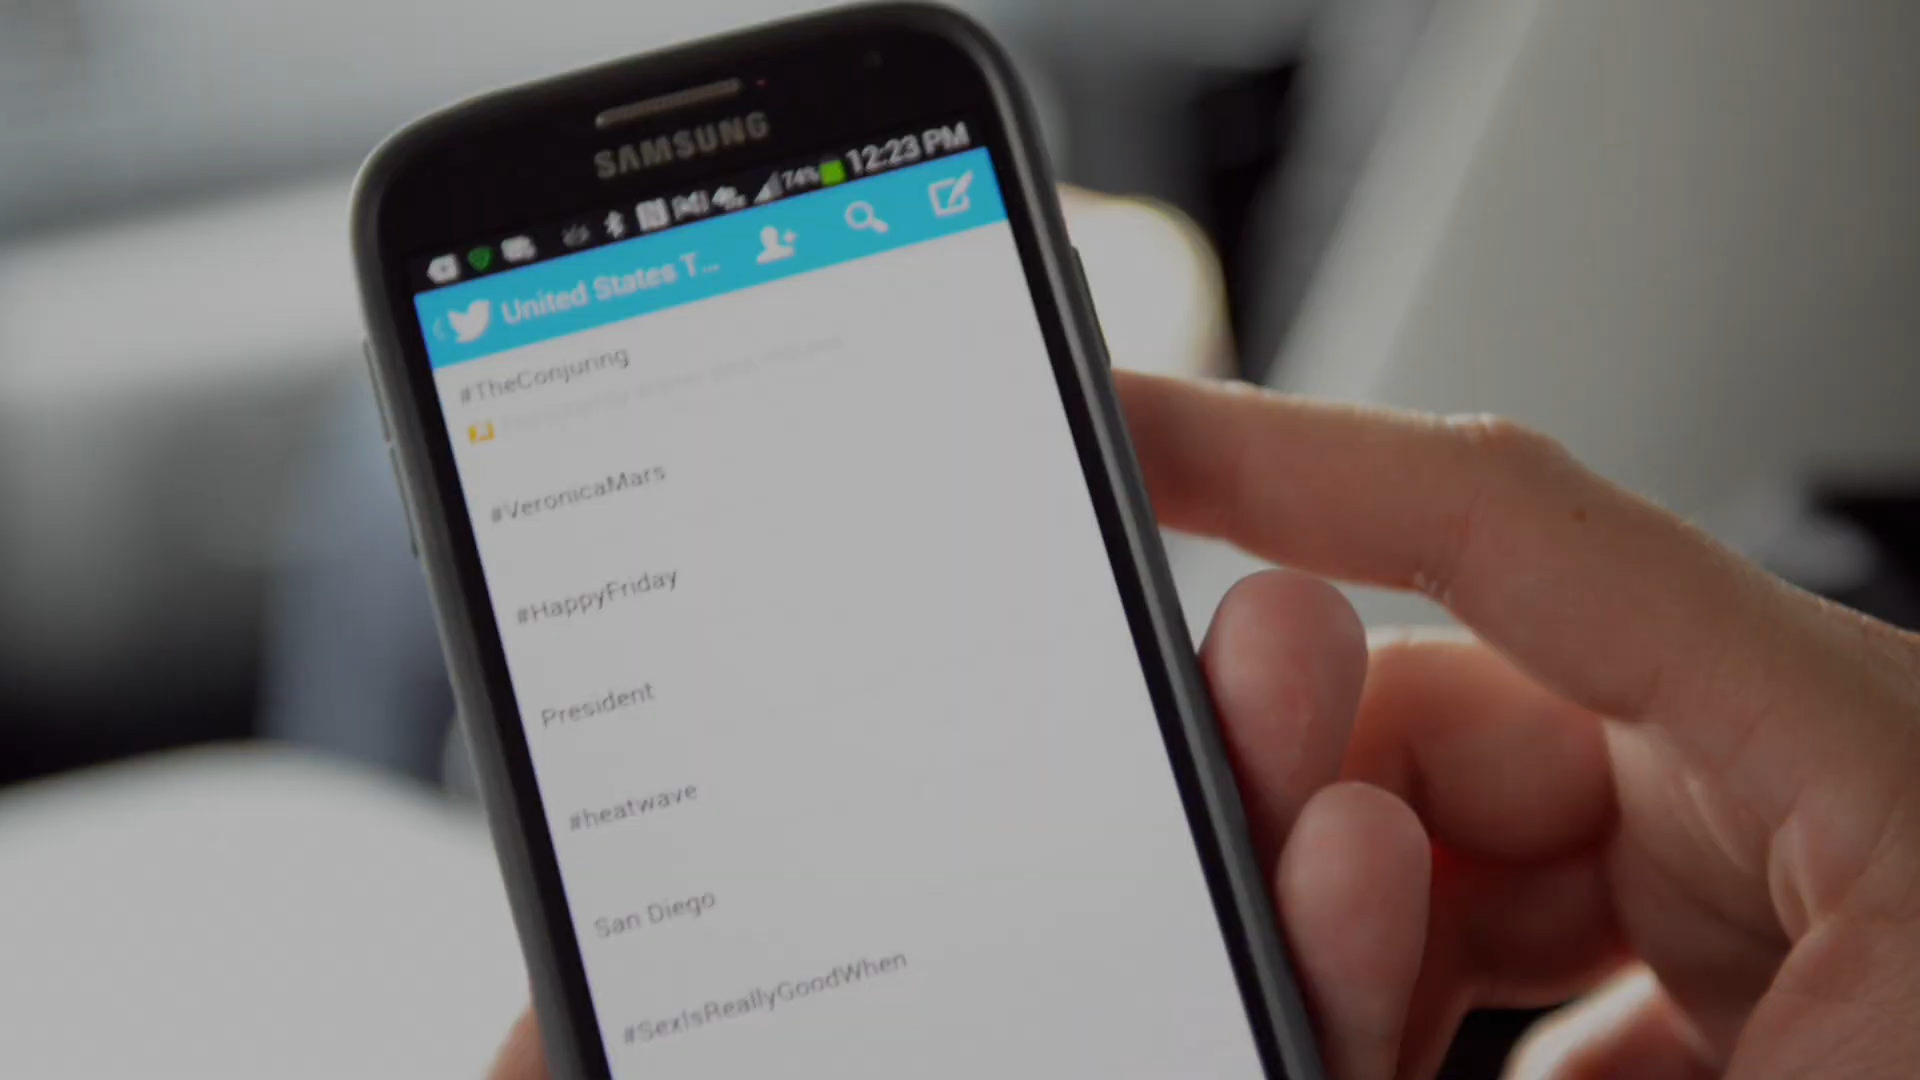 SAMSUNG
74% 12:23 PM
United States T...
#TheConjuring
#VeronicaMars
#HappyFriday
President
#heatwave
San Diego
#SexIsReallyGoodWhen